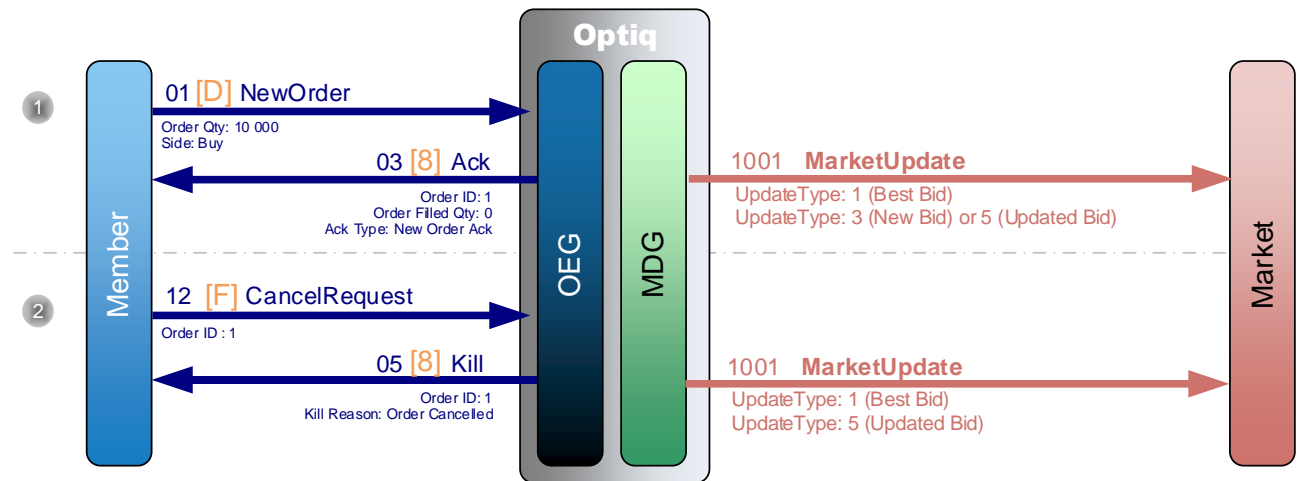 Optiq
1
01 [D] NewOrder
Order Qty: 10 000
Side: Buy
03 [8] Ack
Order ID: 1
Order Filled Qty: 0
Ack Type: New Order Ack
1001 MarketUpdate
UpdateType: 1 (Best Bid)
UpdateType: 3 (New Bid) or 5 (Updated Bid)
Member
OEG
MDG
Market
2
12 [F] CancelRequest
Order ID : 1
05 [8] Kill
Order ID: 1
Kill Reason: Order Cancelled
1001 MarketUpdate
UpdateType: 1 (Best Bid)
UpdateType: 5 (Updated Bid)